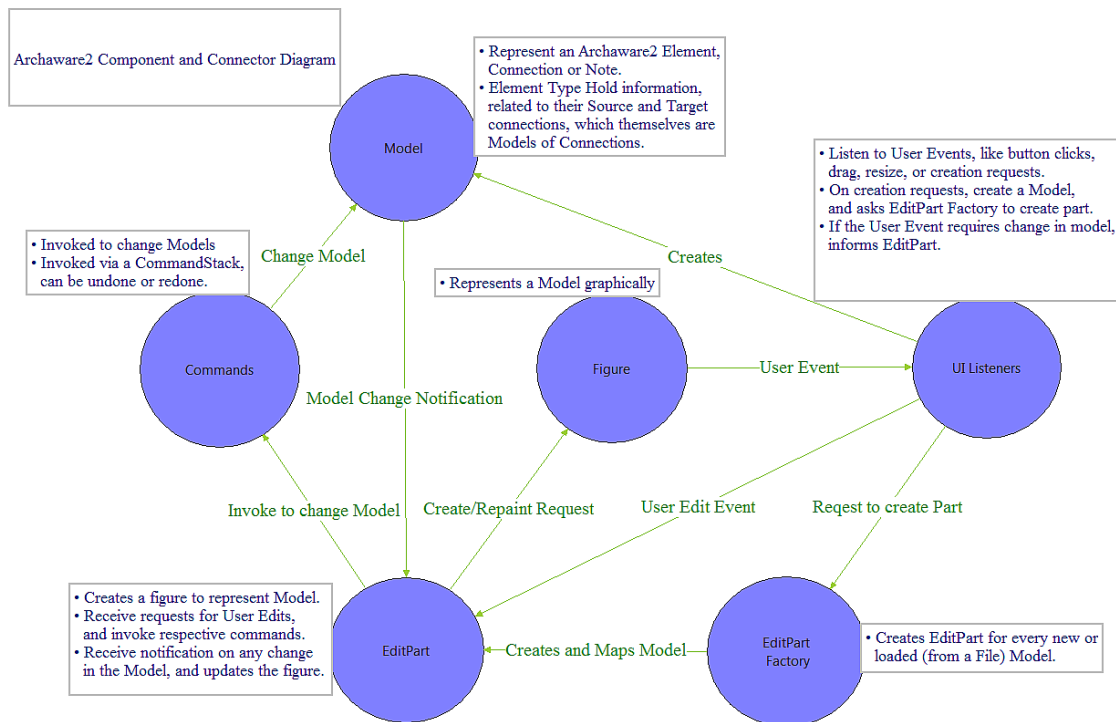 Archaware2 Component and Connector Diagram
• Represent an Archaware2 Element,
Connection or Note.
• Element Type Hold information,
related to their Source and Target
connections, which themselves are
Models of Connections.
Model
• Listen to User Events, like button clicks,
drag, resize, or creation requests.
• On creation requests, create a Model,
and asks EditPart Factory to create part.
• If the User Event requires change in model,
informs EditPart.
• Invoked to change Models
• Invoked via a CommandStack,
can be undone or redone.
Change Model
Creates
• Represents a Model graphically
Commands
Figure
User Event
UI Listeners
Model Change Notification
Invoke to change Model
Create/Repaint Request
User Edit Event
Reqest to create Part
• Creates a figure to represent Model.
• Receive requests for User Edits,
and invoke respective commands.
• Receive notification on any change
in the Model, and updates the figure.
EditPart
Creates and Maps Model
EditPart
Factory
• Creates EditPart for every new or
loaded (from a File) Model.